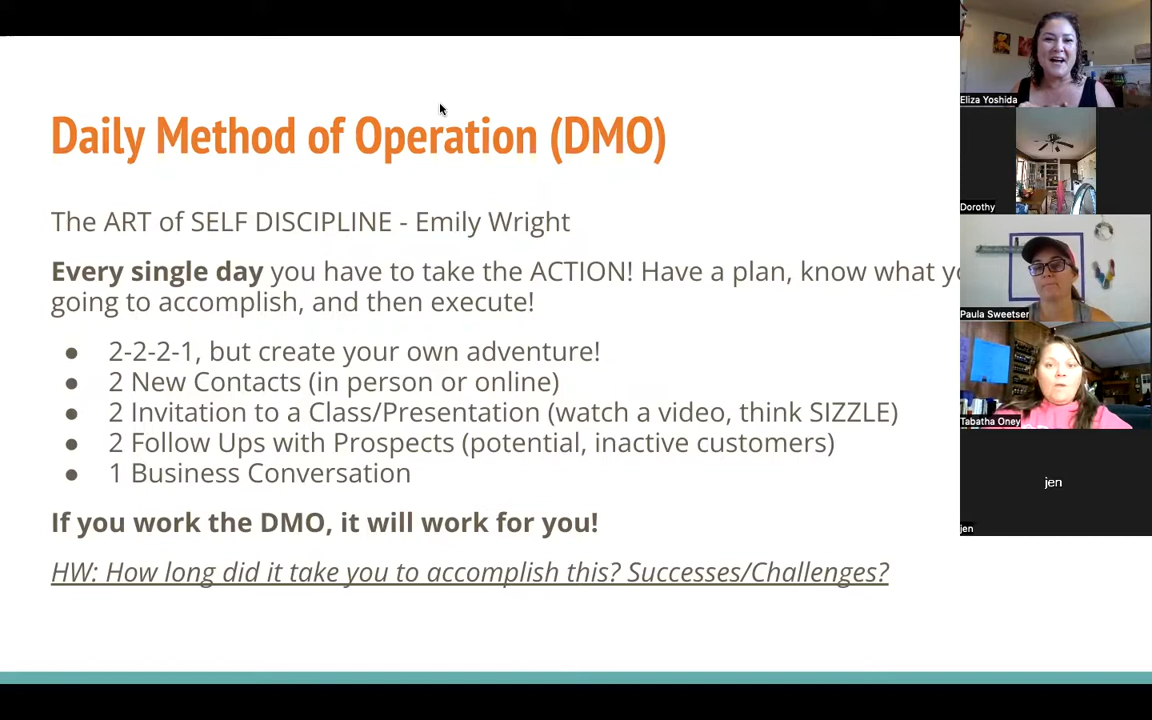 Daily Method of Operation (DMO)
The ART of SELF DISCIPLINE - Emily Wright
Every single day you have to take the ACTION! Have a plan, know what
going to accomplish, and then execute!
● 2-2-2-1, but create your own adventure!
● 2 New Contacts (in person or online)
● 2 Invitation to a Class/Presentation (watch a video, think SIZZLE)
● 2 Follow Ups with Prospects (potential, inactive customers)
● 1 Business Conversation
If you work the DMO, it will work for you!
HW: How long did it take you to accomplish this? Successes/Challenges?
Eliza Yoshida
Dorothy
Paula Sweetser
Tabatha Oney
jen
jen